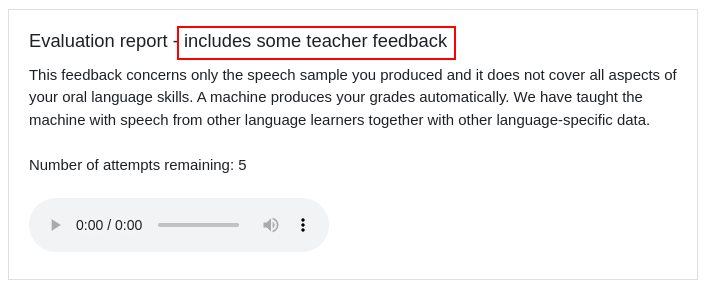 Evaluation report - includes some teacher feedback
This feedback concerns only the speech sample you produced and it does not cover all aspects of
your oral language skills. A machine produces your grades automatically. We have taught the
machine with speech from other language learners together with other language-specific data.
Number of attempts remaining: 5
0:00 / 0:00